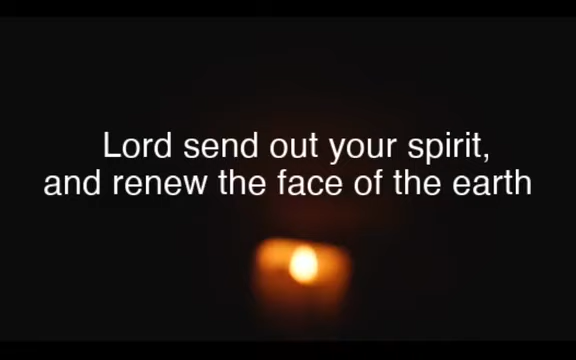 Lord send out your spirit,
and renew the face of the earth